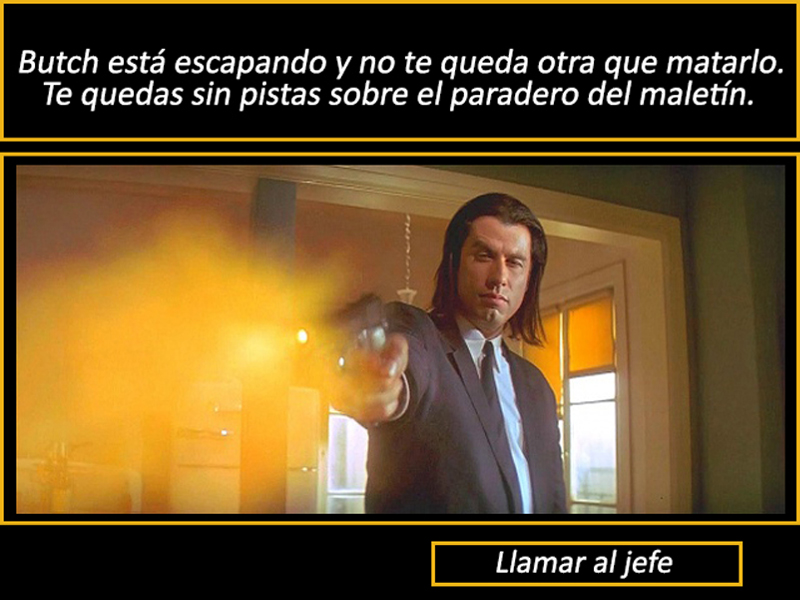 Butch está escapando y no te queda otra que matarlo.
Te quedas sin pistas sobre el paradero del maletín.
Llamar al jefe